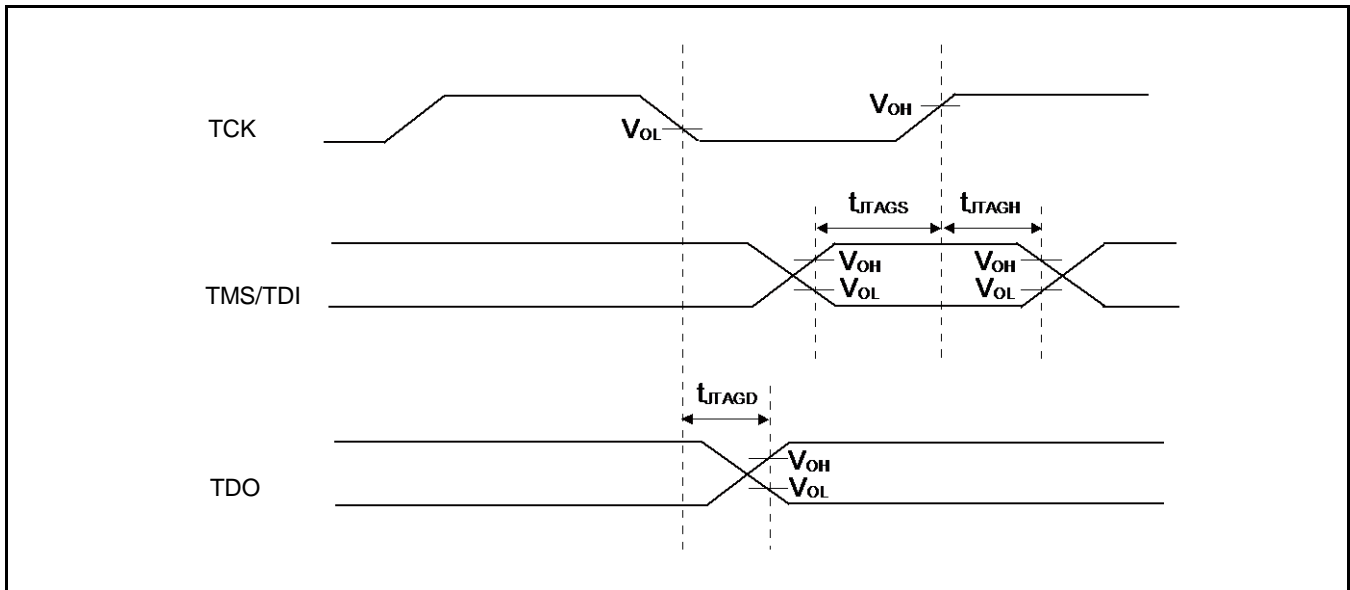 TCK
VOL
VOH
tJTAGS
tJTAGH
TMS/TDI
VOH
VOL
VOH
VOL
tJTAGD
TDO
VOH
VOL